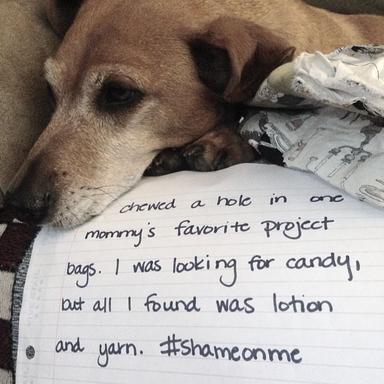 chewed a hole in one
mommy's favorite project
bags. I was looking for candy,
but all I found was lotion
and yarn. #shameonme